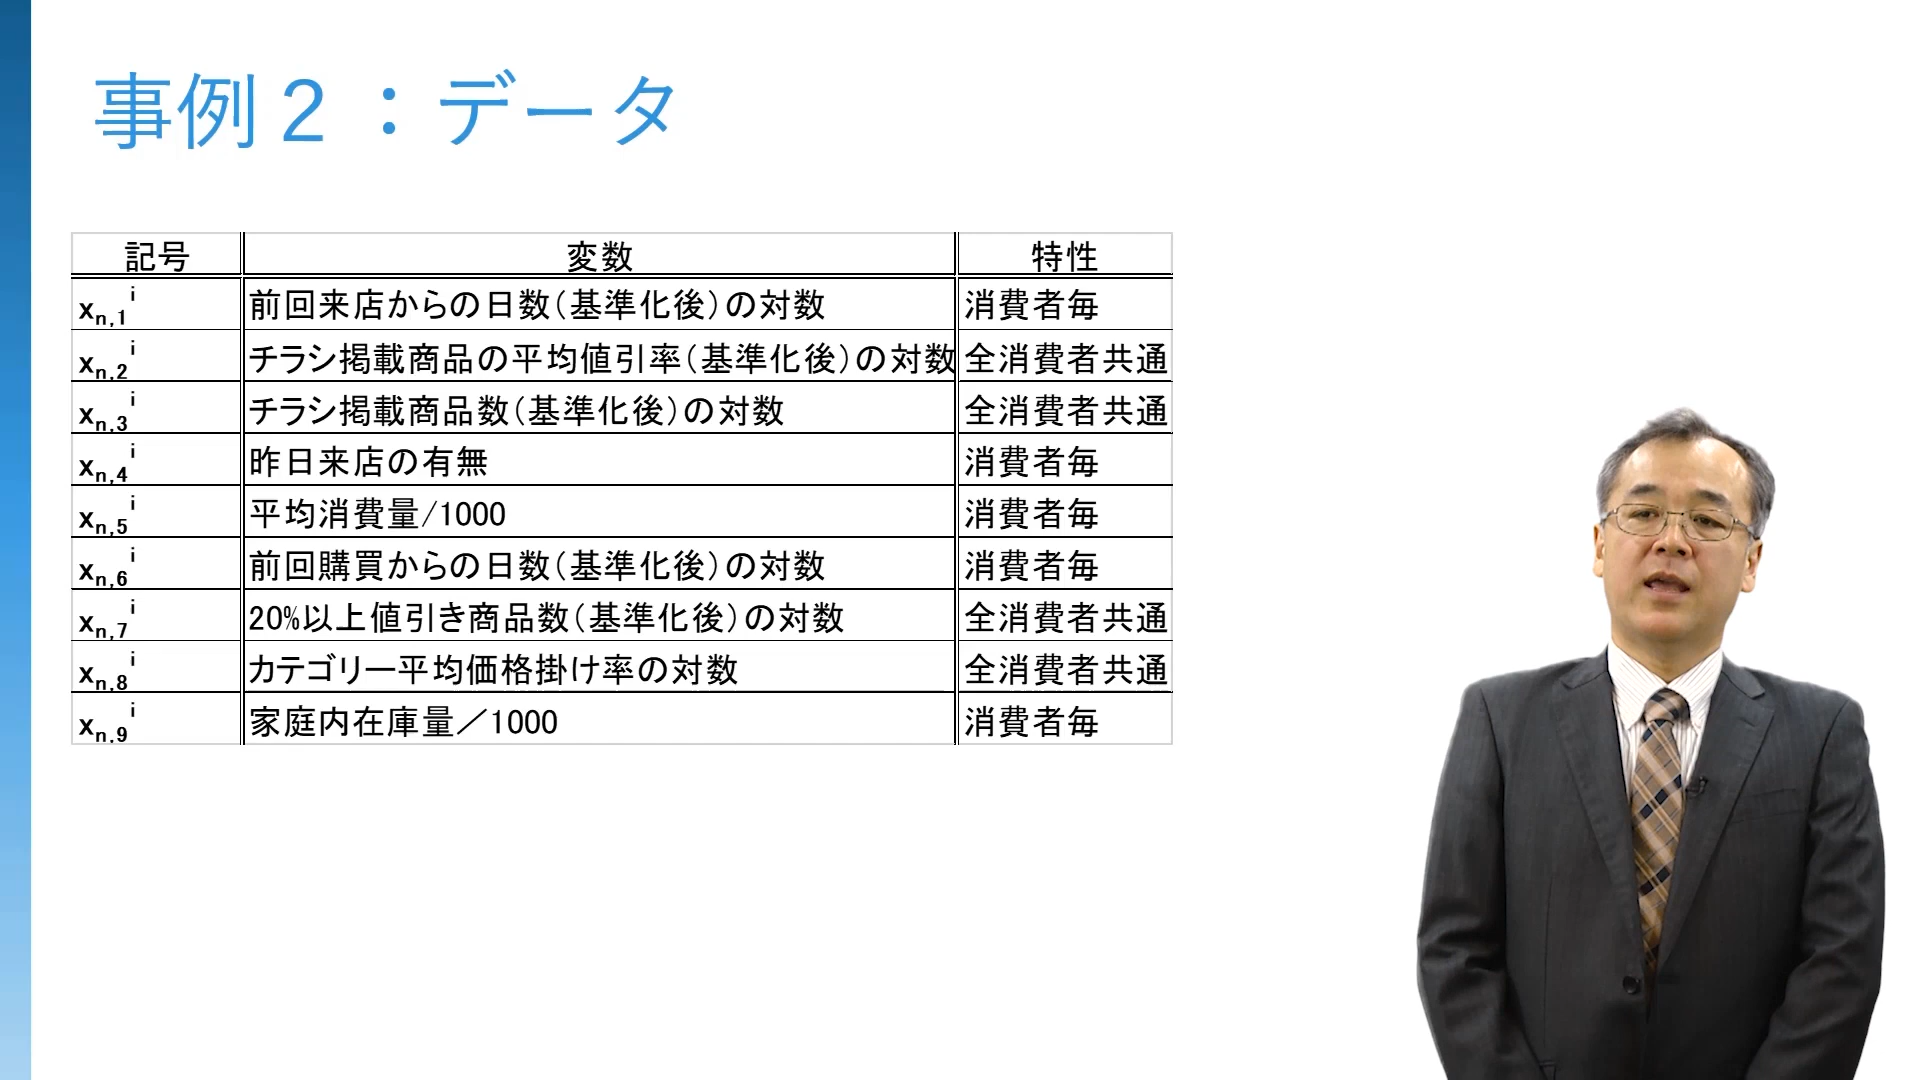 事例２：データ
記号 変数 特性
xn,1i 前回来店からの日数（基準化後）の対数 消費者毎
xn,2i チラシ掲載商品の平均値引率（基準化後）の対数 全消費者共通
xn,3i チラシ掲載商品数（基準化後）の対数 全消費者共通
xn,4i 昨日来店の有無 消費者毎
xn,5i 平均消費量/1000 消費者毎
xn,6i 前回購買からの日数（基準化後）の対数 消費者毎
xn,7i 20%以上値引き商品数（基準化後）の対数 全消費者共通
xn,8i カテゴリー平均価格掛け率の対数 全消費者共通
xn,9i 家庭内在庫量／1000 消費者毎